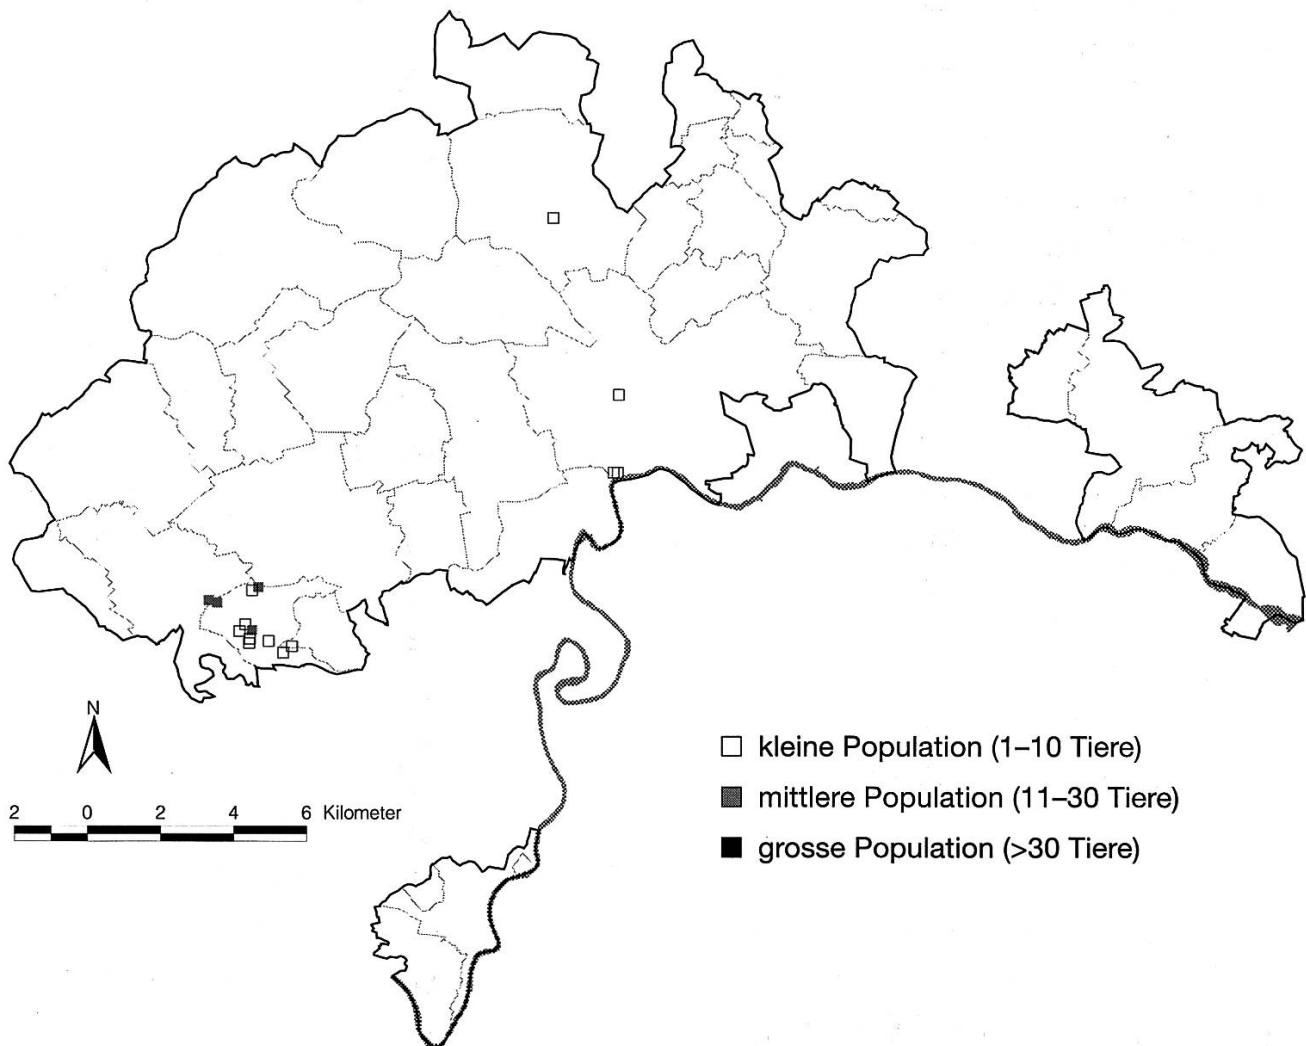 N
2 0 2 4 6 Kilometer
kleine Population (1–10 Tiere)
mittlere Population (11–30 Tiere)
grosse Population (>30 Tiere)